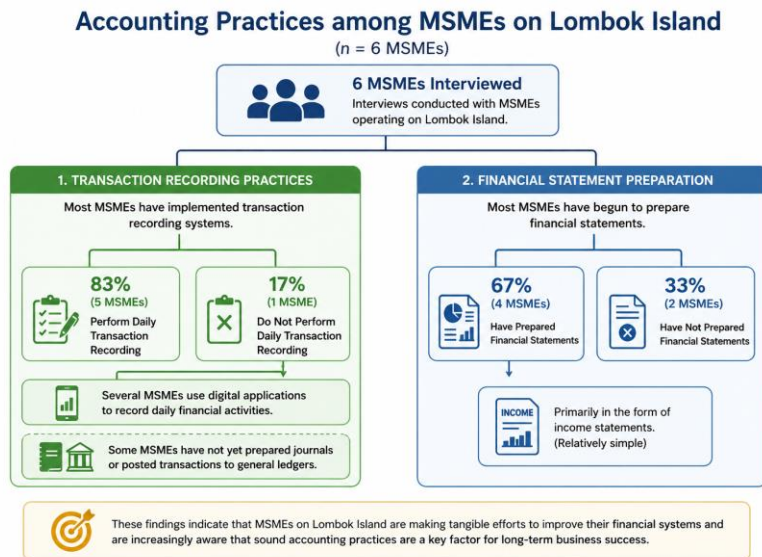 Accounting Practices among MSMEs on Lombok Island
(n = 6 MSMEs)
6 MSMEs Interviewed
Interviews conducted with MSMEs
operating on Lombok Island.
1. TRANSACTION RECORDING PRACTICES
Most MSMEs have implemented transaction
recording systems.
83%
(5 MSMEs)
Perform Daily
Transaction
Recording
17%
(1 MSME)
Do Not Perform
Daily Transaction
Recording
Several MSMEs use digital applications
to record daily financial activities.
Some MSMEs have not yet prepared journals
or posted transactions to general ledgers.
2. FINANCIAL STATEMENT PREPARATION
Most MSMEs have begun to prepare
financial statements.
67%
(4 MSMEs)
Have Prepared
Financial Statements
33%
(2 MSMEs)
Have Not Prepared
Financial Statements
INCOME
Primarily in the form of
income statements.
(Relatively simple)
These findings indicate that MSMEs on Lombok Island are making tangible efforts to improve their financial systems and
are increasingly aware that sound accounting practices are a key factor for long-term business success.